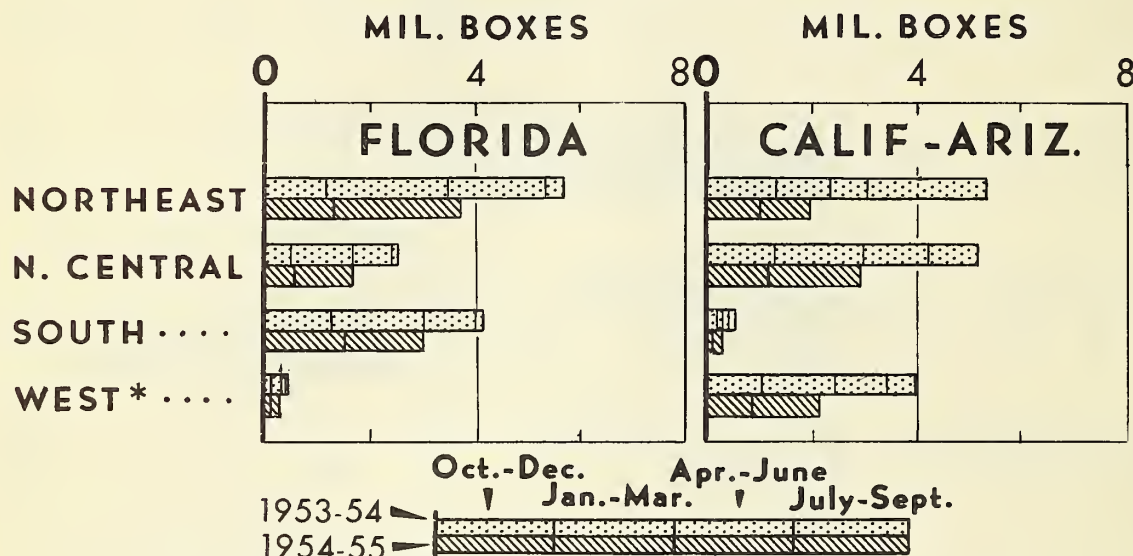 MIL. BOXES MIL. BOXES
0 4 8 0 4 8
FLORIDA CALIF-ARIZ.
NORTHEAST
N. CENTRAL
SOUTH ....
WEST* ....
Oct.-Dec. Apr.-June
Jan.-Mar. July-Sept.
1953-54
1954-55